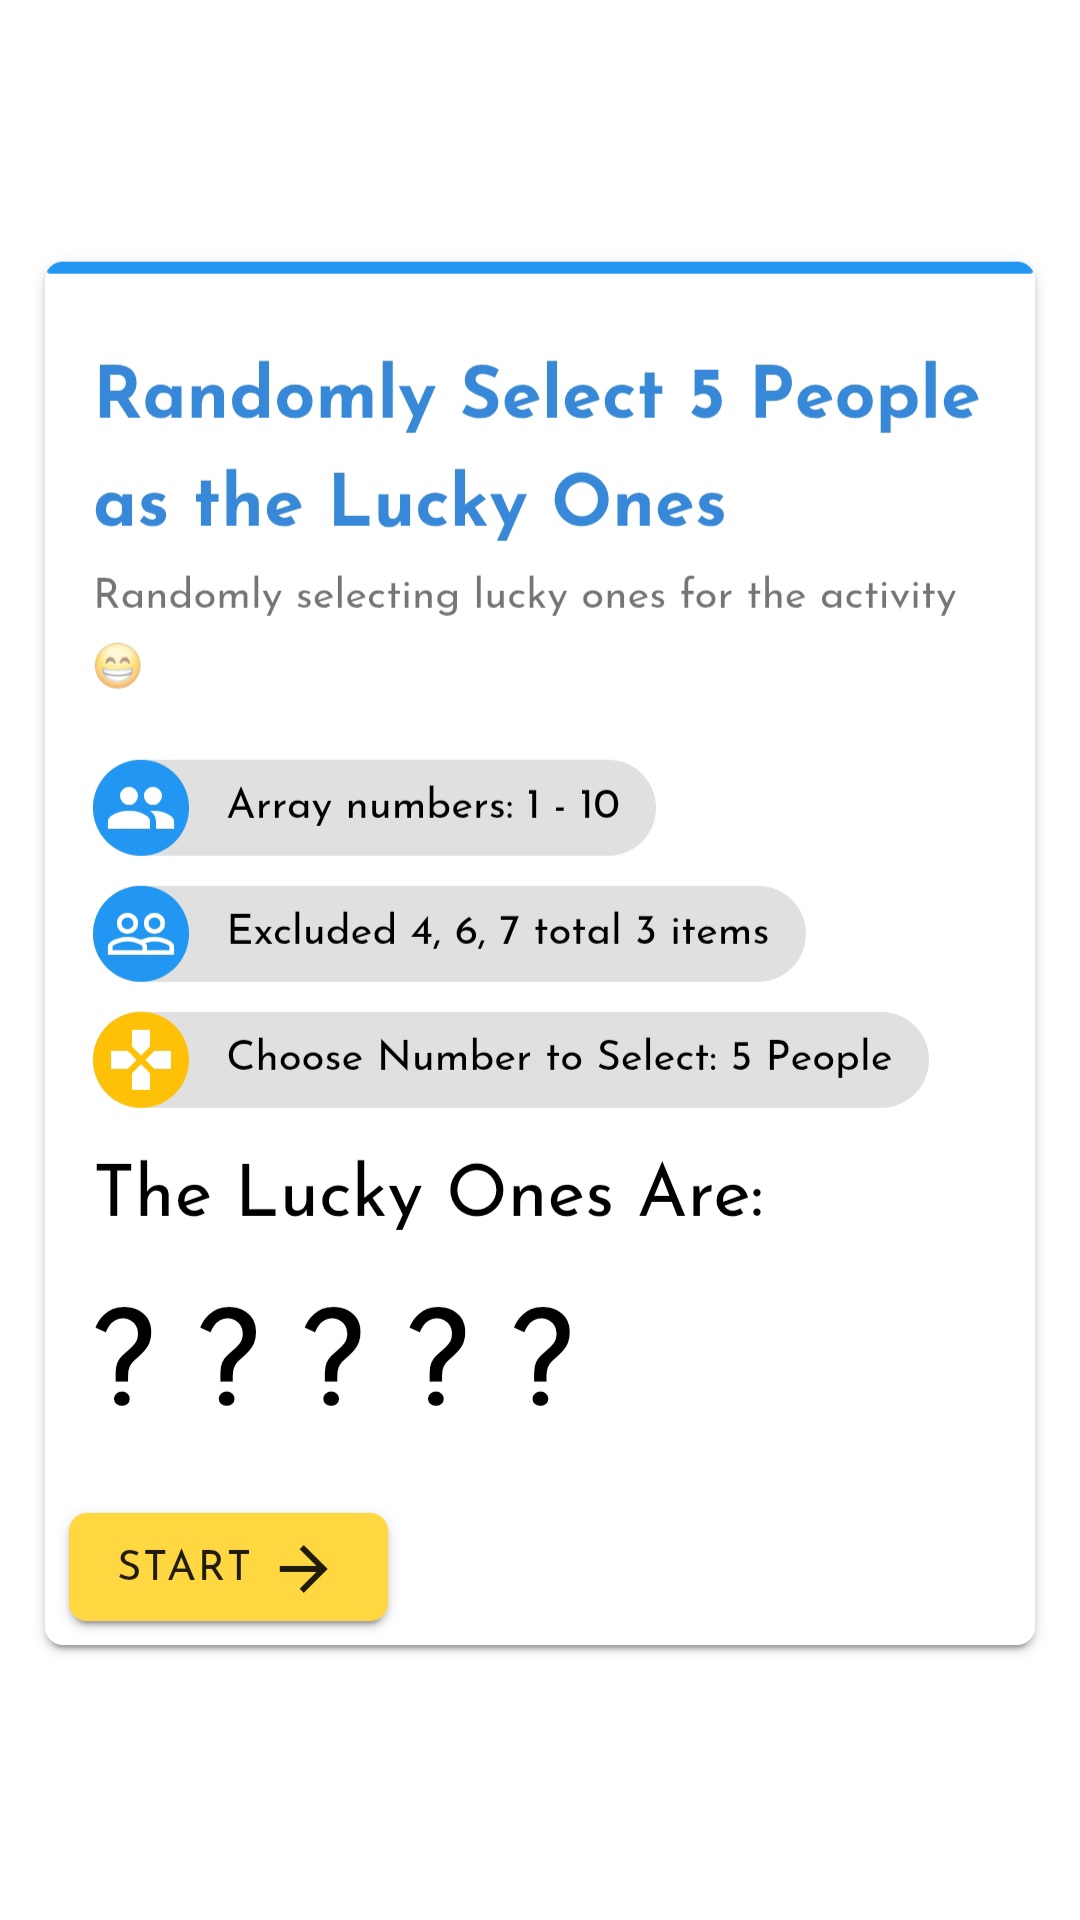 Randomly Select 5 People
as the Lucky Ones
Randomly selecting lucky ones for the activity
😁
Array numbers: 1 - 10
Excluded 4, 6, 7 total 3 items
Choose Number to Select: 5 People
The Lucky Ones Are:
? ? ? ? ?
START